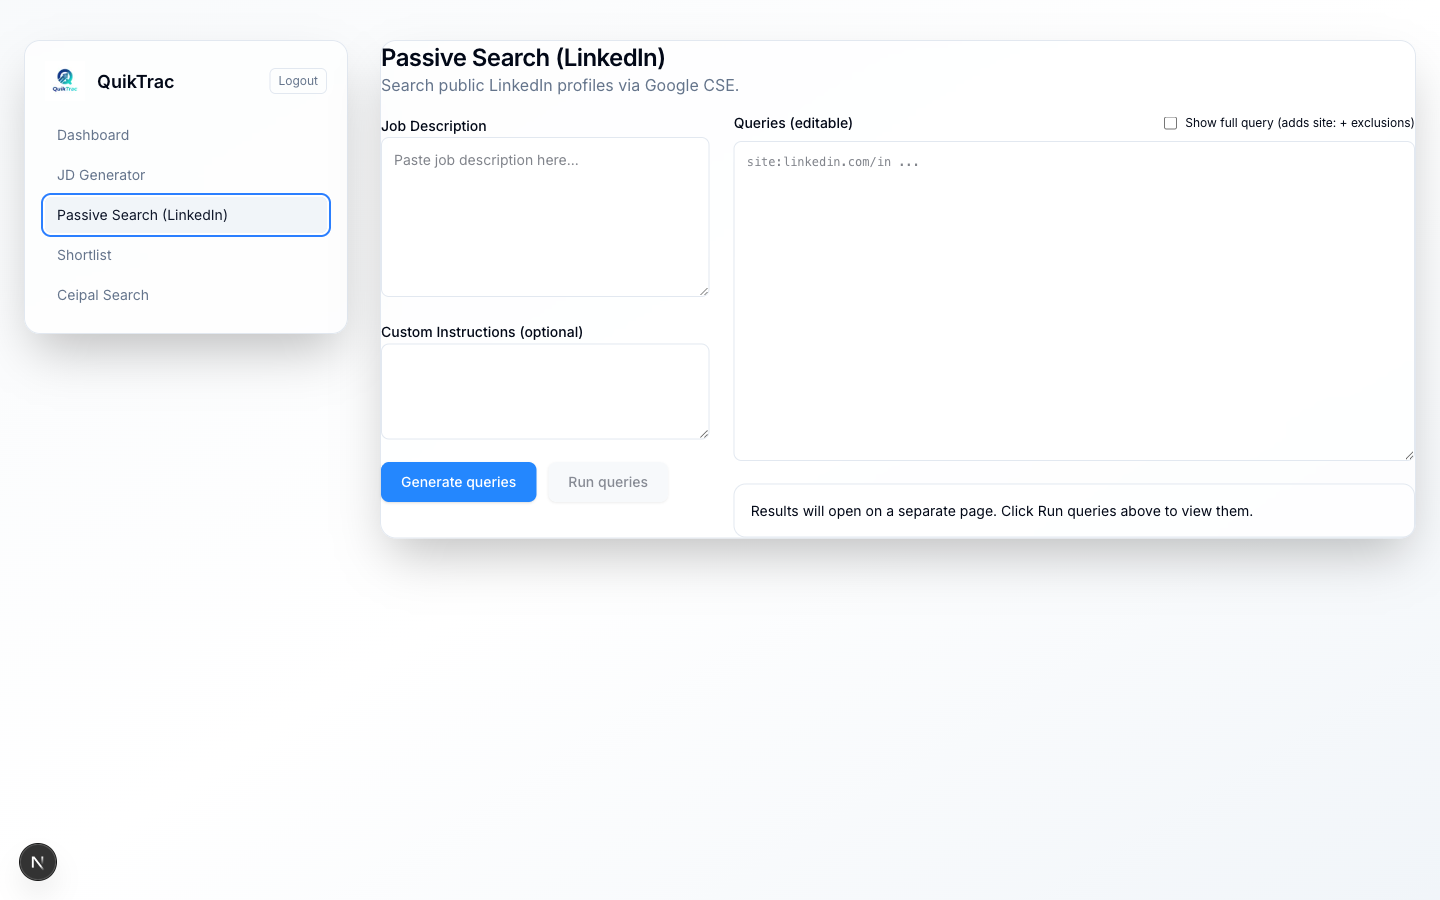 QuikTrac
QuikTrac
Logout
Dashboard
JD Generator
Passive Search (LinkedIn)
Shortlist
Ceipal Search
Passive Search (LinkedIn)
Search public LinkedIn profiles via Google CSE.
Job Description
Paste job description here...
Custom Instructions (optional)
Generate queries
Run queries
Queries (editable)
Show full query (adds site: + exclusions)
site:linkedin.com/in ...
Results will open on a separate page. Click Run queries above to view them.
N